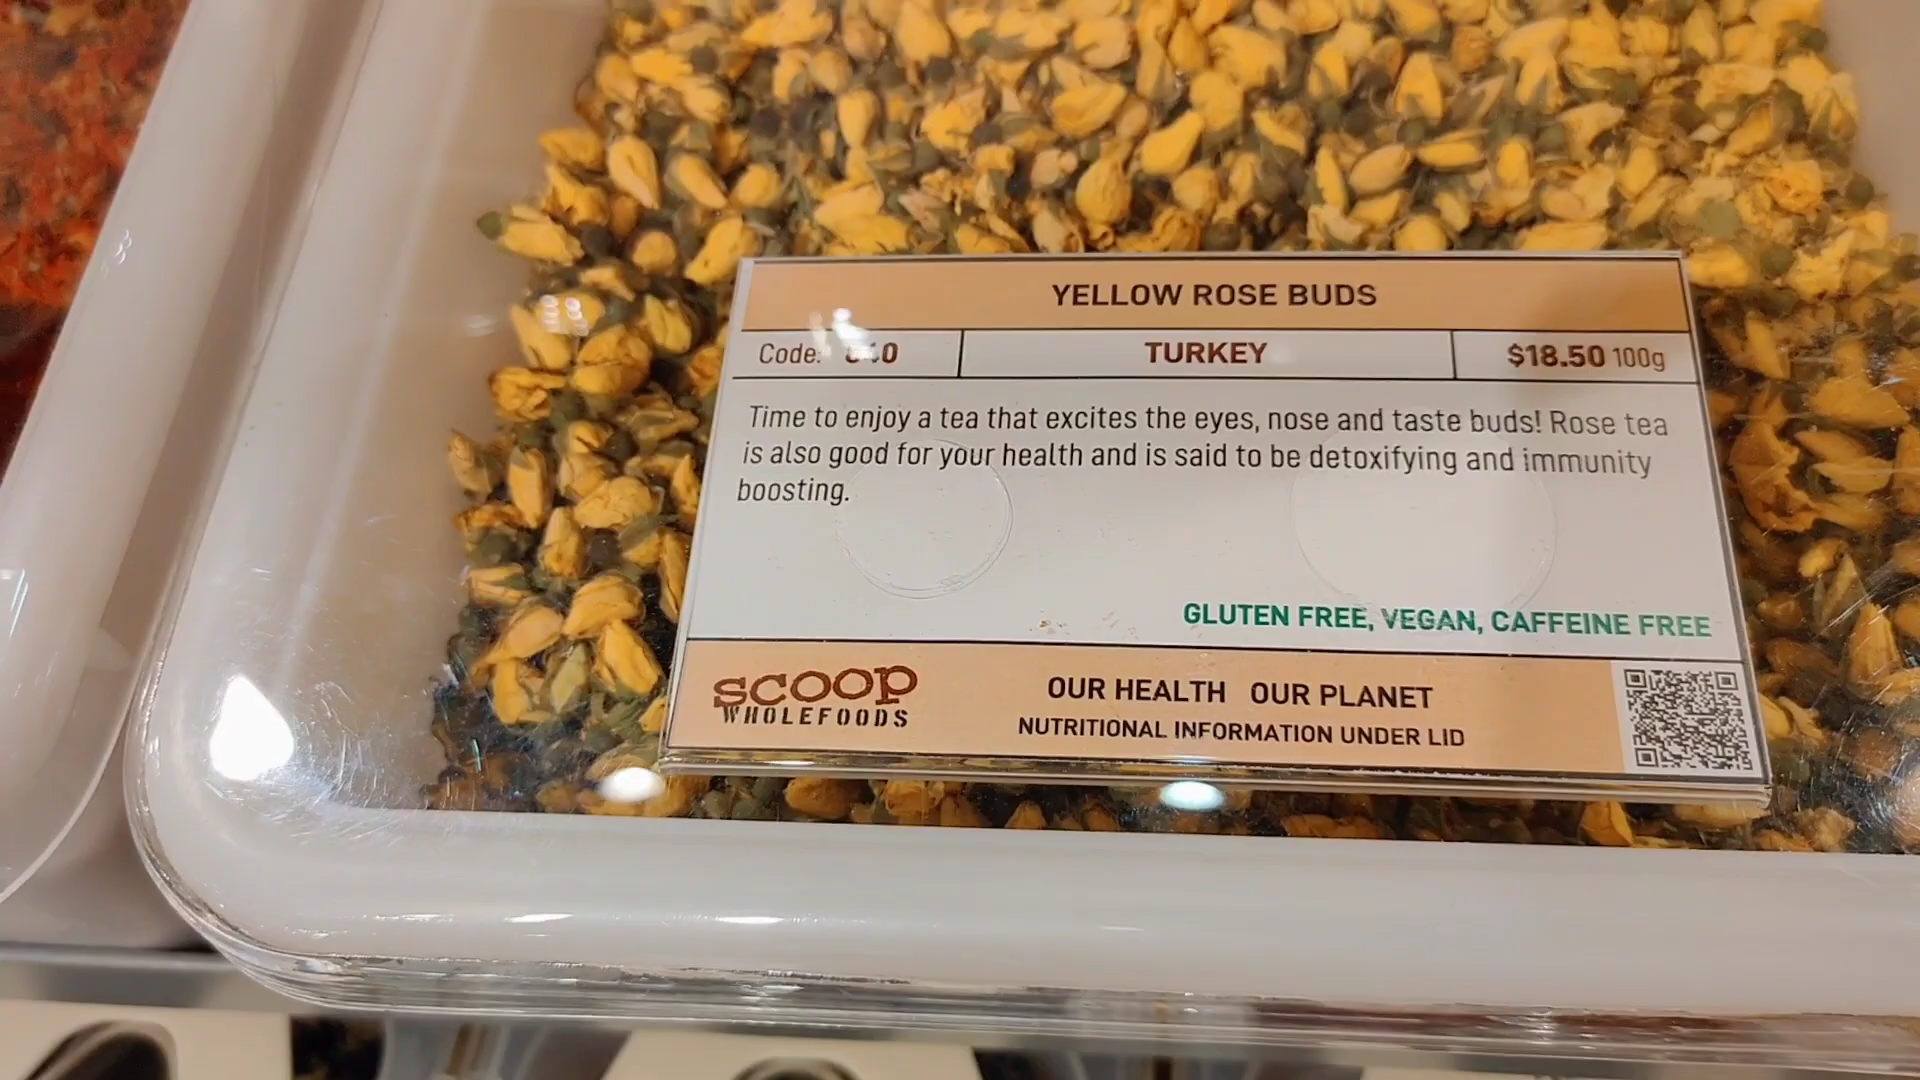 YELLOW ROSE BUDS
Code:
TURKEY
$18.50 100g
Time to enjoy a tea that excites the eyes, nose and taste buds! Rose tea
is also good for your health and is said to be detoxifying and immunity
boosting.
GLUTEN FREE, VEGAN, CAFFEINE FREE
SCOOP
WHOLEFOODS
OUR HEALTH OUR PLANET
NUTRITIONAL INFORMATION UNDER LID